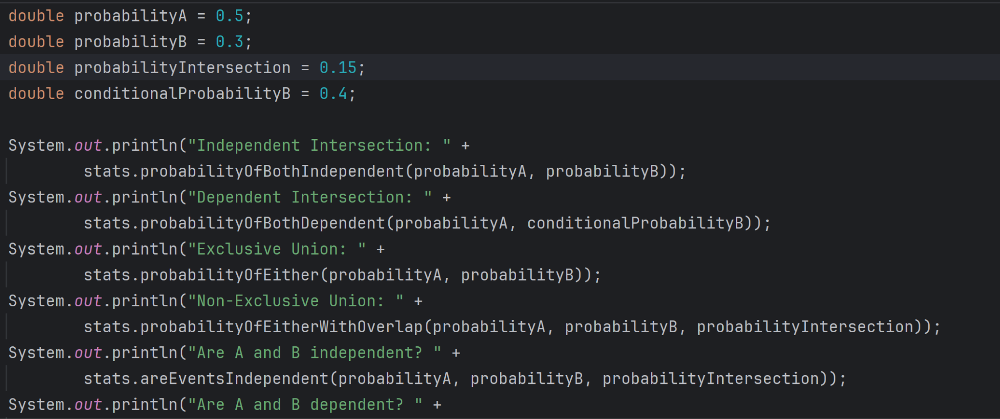 double probabilityA = 0.5;
double probabilityB = 0.3;
double probabilityIntersection = 0.15;
double conditionalProbabilityB = 0.4;
System.out.println("Independent Intersection: " +
stats.probabilityOfBothIndependent(probabilityA, probabilityB));
System.out.println("Dependent Intersection: " +
stats.probabilityOfBothDependent(probabilityA, conditionalProbabilityB));
System.out.println("Exclusive Union: " +
stats.probabilityOfEither(probabilityA, probabilityB));
System.out.println("Non-Exclusive Union: " +
stats.probabilityOfEitherWithOverlap(probabilityA, probabilityB, probabilityIntersection));
System.out.println("Are A and B independent? " +
stats.areEventsIndependent(probabilityA, probabilityB, probabilityIntersection));
System.out.println("Are A and B dependent? " +